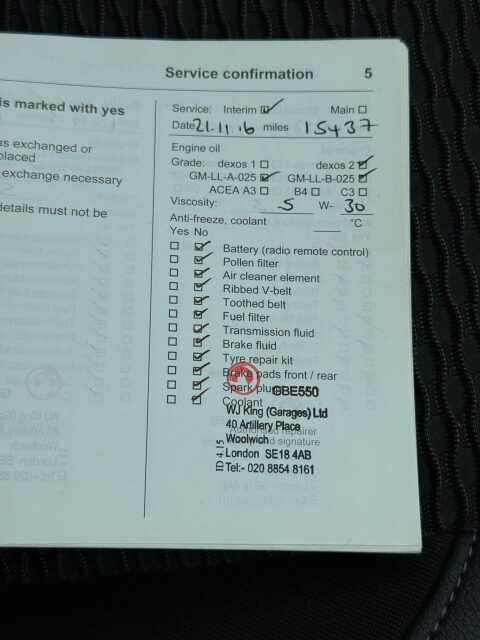 Service confirmation 5
is marked with yes
as exchanged or
placed
exchange necessary
details must not be
Service: Interim ☑ Main ☐
Date 21.11.16 miles 15437
Engine oil
Grade: dexos 1 ☐ dexos 2 ☑
GM-LL-A-025 ☑ GM-LL-B-025 ☑
ACEA A3 ☐ B4 ☐ C3 ☐
Viscosity: 5 W- 30
Anti-freeze, coolant °C
Yes No
☐ ☑ Battery (radio remote control)
☐ ☑ Pollen filter
☐ ☑ Air cleaner element
☐ ☑ Ribbed V-belt
☐ ☑ Toothed belt
☐ ☑ Fuel filter
☐ ☑ Transmission fluid
☐ ☑ Brake fluid
☐ ☑ Tyre repair kit
☐ ☑ Brake pads front / rear
☐ ☑ Spark plu GBE550
☐ ☑ Coolant
WJ King (Garages) Ltd
40 Artillery Place
Authorised repairer
Woolwich
signature
London SE18 4AB
Tel:- 020 8854 8161
ID 4.15